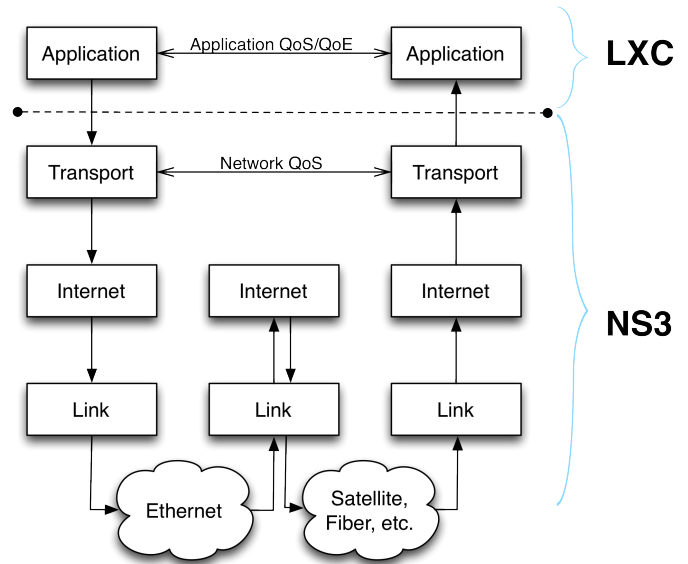 Application
Application QoS/QoE
Application
LXC
Transport
Network QoS
Transport
Internet
Internet
Internet
NS3
Link
Link
Link
Ethernet
Satellite,
Fiber, etc.